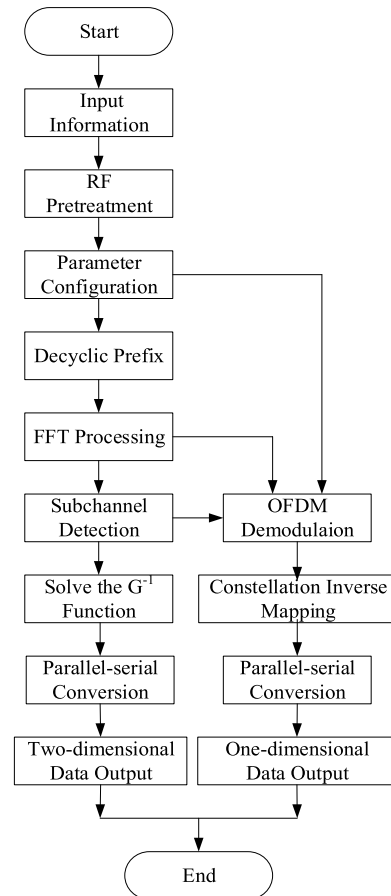 Start
Input
Information
RF
Pretreatment
Parameter
Configuration
Decyclic Prefix
FFT Processing
Subchannel
Detection
OFDM
Demodulaion
Solve the G⁻¹
Function
Constellation Inverse
Mapping
Parallel-serial
Conversion
Parallel-serial
Conversion
Two-dimensional
Data Output
One-dimensional
Data Output
End